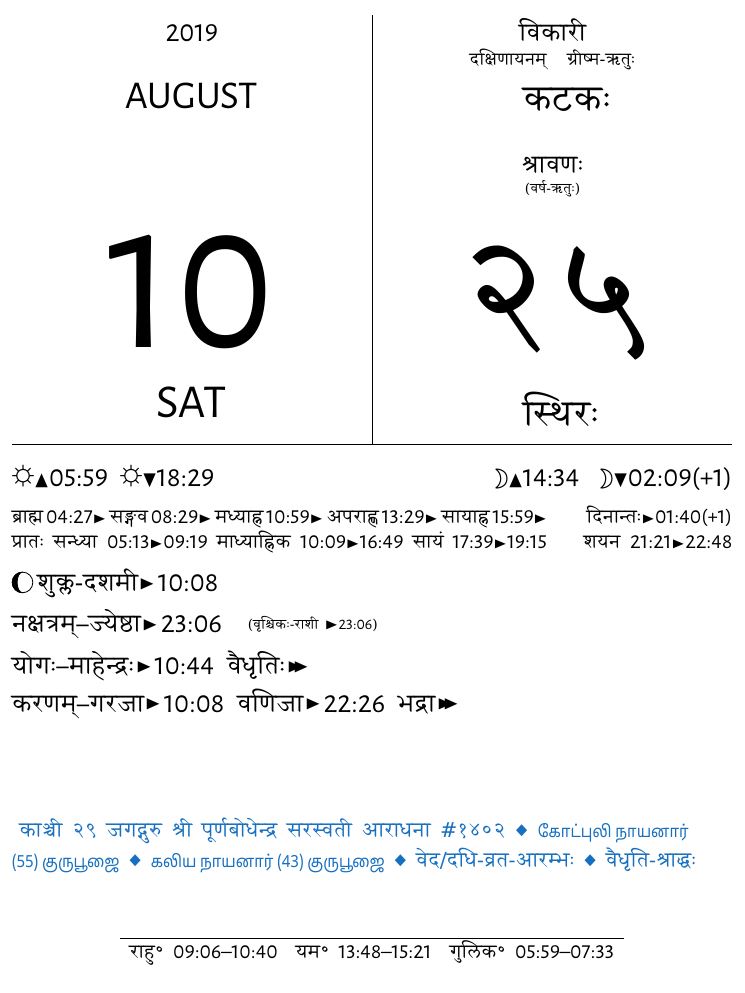 2019
AUGUST
10
SAT
विकारी
दक्षिणायनम् ग्रीष्म-ऋतुः
कटकः
श्रावणः
(वर्ष-ऋतुः)
२५
स्थिरः
☼▲05:59 ☼▼18:29 ☽▲14:34 ☽▼02:09(+1)
ब्राह्म 04:27► सङ्गव 08:29► मध्याह्न 10:59► अपराह्ण 13:29► सायाह्न 15:59► दिनान्तः►01:40(+1)
प्रातः सन्ध्या 05:13►09:19 माध्याह्निक 10:09►16:49 सायं 17:39►19:15 शयन 21:21►22:48
शुक्ल-दशमी►10:08
नक्षत्रम्–ज्येष्ठा►23:06 (वृश्चिकः-राशी ►23:06)
योगः–माहेन्द्रः►10:44 वैधृतिः►►
करणम्–गरजा►10:08 वणिजा►22:26 भद्रा►►
काञ्ची २९ जगद्गुरु श्री पूर्णबोधेन्द्र सरस्वती आराधना #१४०२ ◆ கோட்புலி நாயனார்
(55) குருபூஜை ◆ கலிய நாயனார் (43) குருபூஜை ◆ वेद/दधि-व्रत-आरम्भः ◆ वैधृति-श्राद्धः
राहु° 09:06–10:40 यम° 13:48–15:21 गुलिक° 05:59–07:33